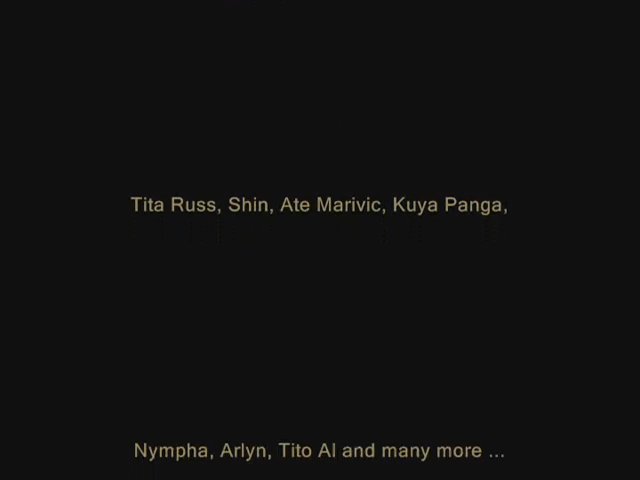 Tita Russ, Shin, Ate Marivic, Kuya Panga,
Nympha, Arlyn, Tito Al and many more ...